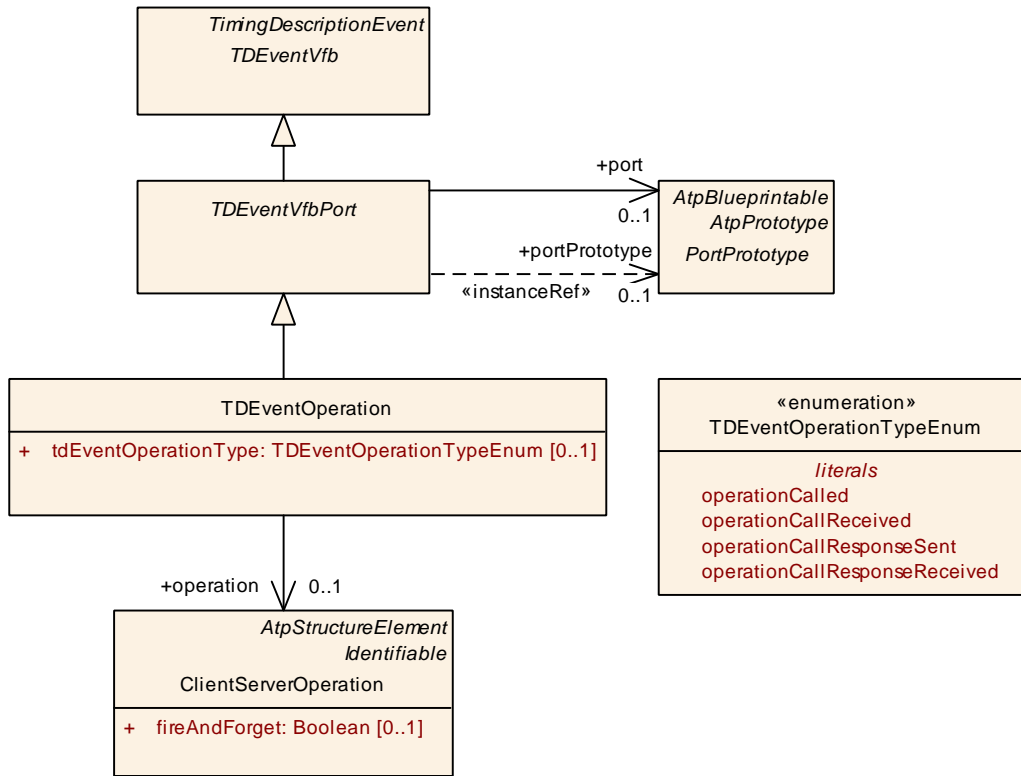 TimingDescriptionEvent
TDEventVfb
TDEventVfbPort
+port
0..1
+portPrototype
«instanceRef»
0..1
AtpBlueprintable
AtpPrototype
PortPrototype
TDEventOperation
+ tdEventOperationType: TDEventOperationTypeEnum [0..1]
«enumeration»
TDEventOperationTypeEnum
literals
operationCalled
operationCallReceived
operationCallResponseSent
operationCallResponseReceived
+operation 0..1
AtpStructureElement
Identifiable
ClientServerOperation
+ fireAndForget: Boolean [0..1]